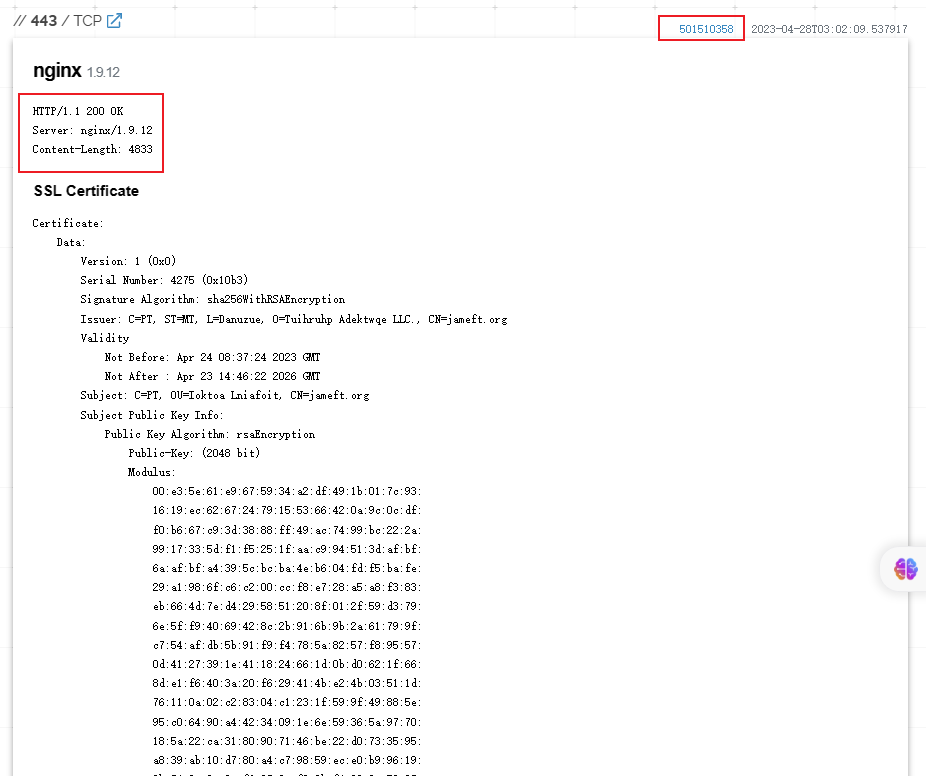 // 443 / TCP
501510358 2023-04-28T03:02:09.537917
nginx 1.9.12
HTTP/1.1 200 OK
Server: nginx/1.9.12
Content-Length: 4833
SSL Certificate
Certificate:
Data:
Version: 1 (0x0)
Serial Number: 4275 (0x10b3)
Signature Algorithm: sha256WithRSAEncryption
Issuer: C=PT, ST=MT, L=Danuzue, O=Tuihruhp Adektwqe LLC., CN=jameft.org
Validity
Not Before: Apr 24 08:37:24 2023 GMT
Not After : Apr 23 14:46:22 2026 GMT
Subject: C=PT, OU=Ioktoa Lniafoit, CN=jameft.org
Subject Public Key Info:
Public Key Algorithm: rsaEncryption
Public-Key: (2048 bit)
Modulus:
00:e3:5e:61:e9:67:59:34:a2:df:49:1b:01:7c:93:
16:19:ec:62:67:24:79:15:53:66:42:0a:9c:0c:df:
f0:b6:67:c9:3d:38:88:ff:49:ac:74:99:bc:22:2a:
99:17:33:5d:f1:f5:25:1f:aa:c9:94:51:3d:af:bf:
6a:af:bf:a4:39:5c:bc:ba:4e:b6:04:fd:f5:ba:fe:
29:a1:98:6f:c6:c2:00:cc:f8:e7:28:a5:a8:f3:83:
eb:66:4d:7e:d4:29:58:51:20:8f:01:2f:59:d3:79:
6e:5f:f9:40:69:42:8c:2b:91:6b:9b:2a:61:79:9f:
c7:54:af:db:5b:91:f9:f4:78:5a:82:57:f8:95:57:
0d:41:27:39:1e:41:18:24:66:1d:0b:d0:62:1f:66:
8d:e1:f6:40:3a:20:f6:29:41:4b:e2:4b:03:51:1d:
76:11:0a:02:c2:83:04:c1:23:1f:59:9f:49:88:5e:
95:c0:64:90:a4:42:34:09:1e:6e:59:36:5a:97:70:
18:5a:22:ca:31:80:90:71:46:be:22:d0:73:35:95:
a8:39:ab:10:d7:80:a4:c7:98:59:ec:e0:b9:96:19: